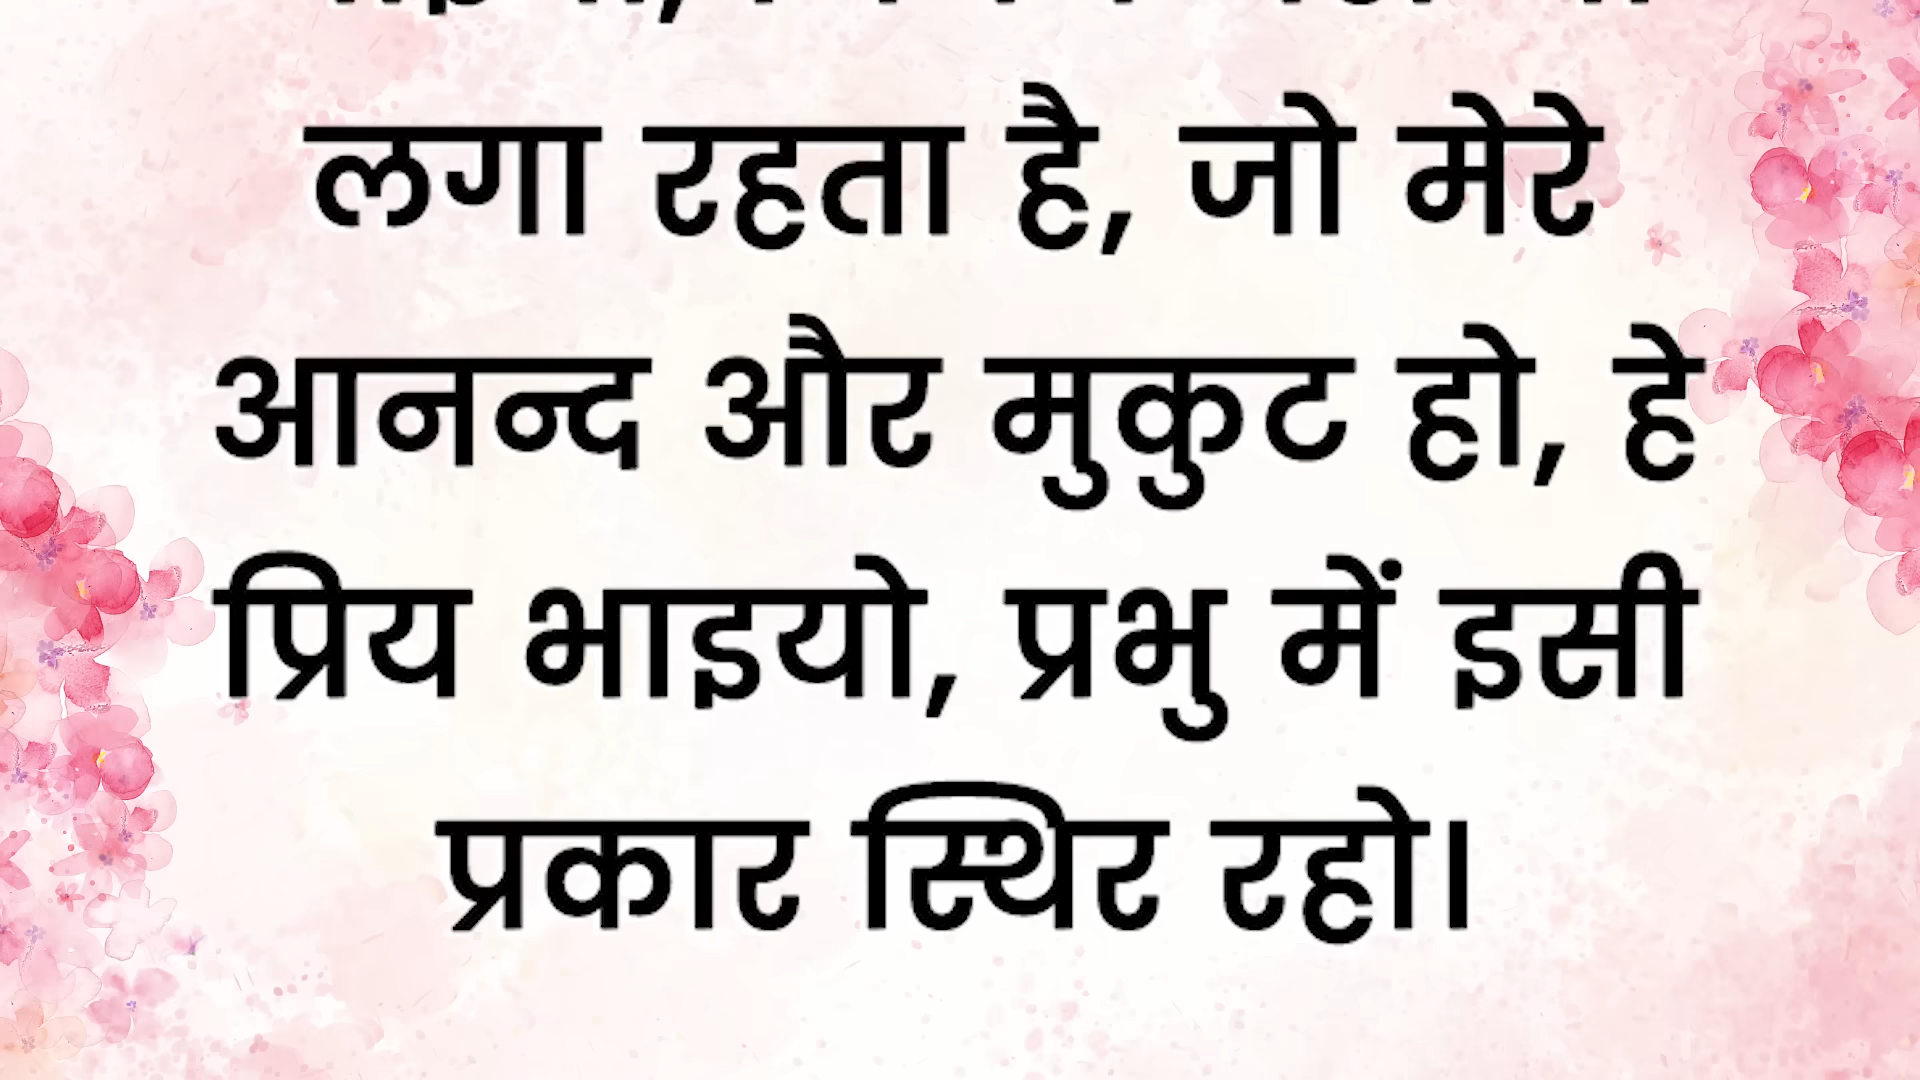 लगा रहता है, जो मेरे
आनन्द और मुकुट हो, हे
प्रिय भाइयो, प्रभु में इसी
प्रकार स्थिर रहो।